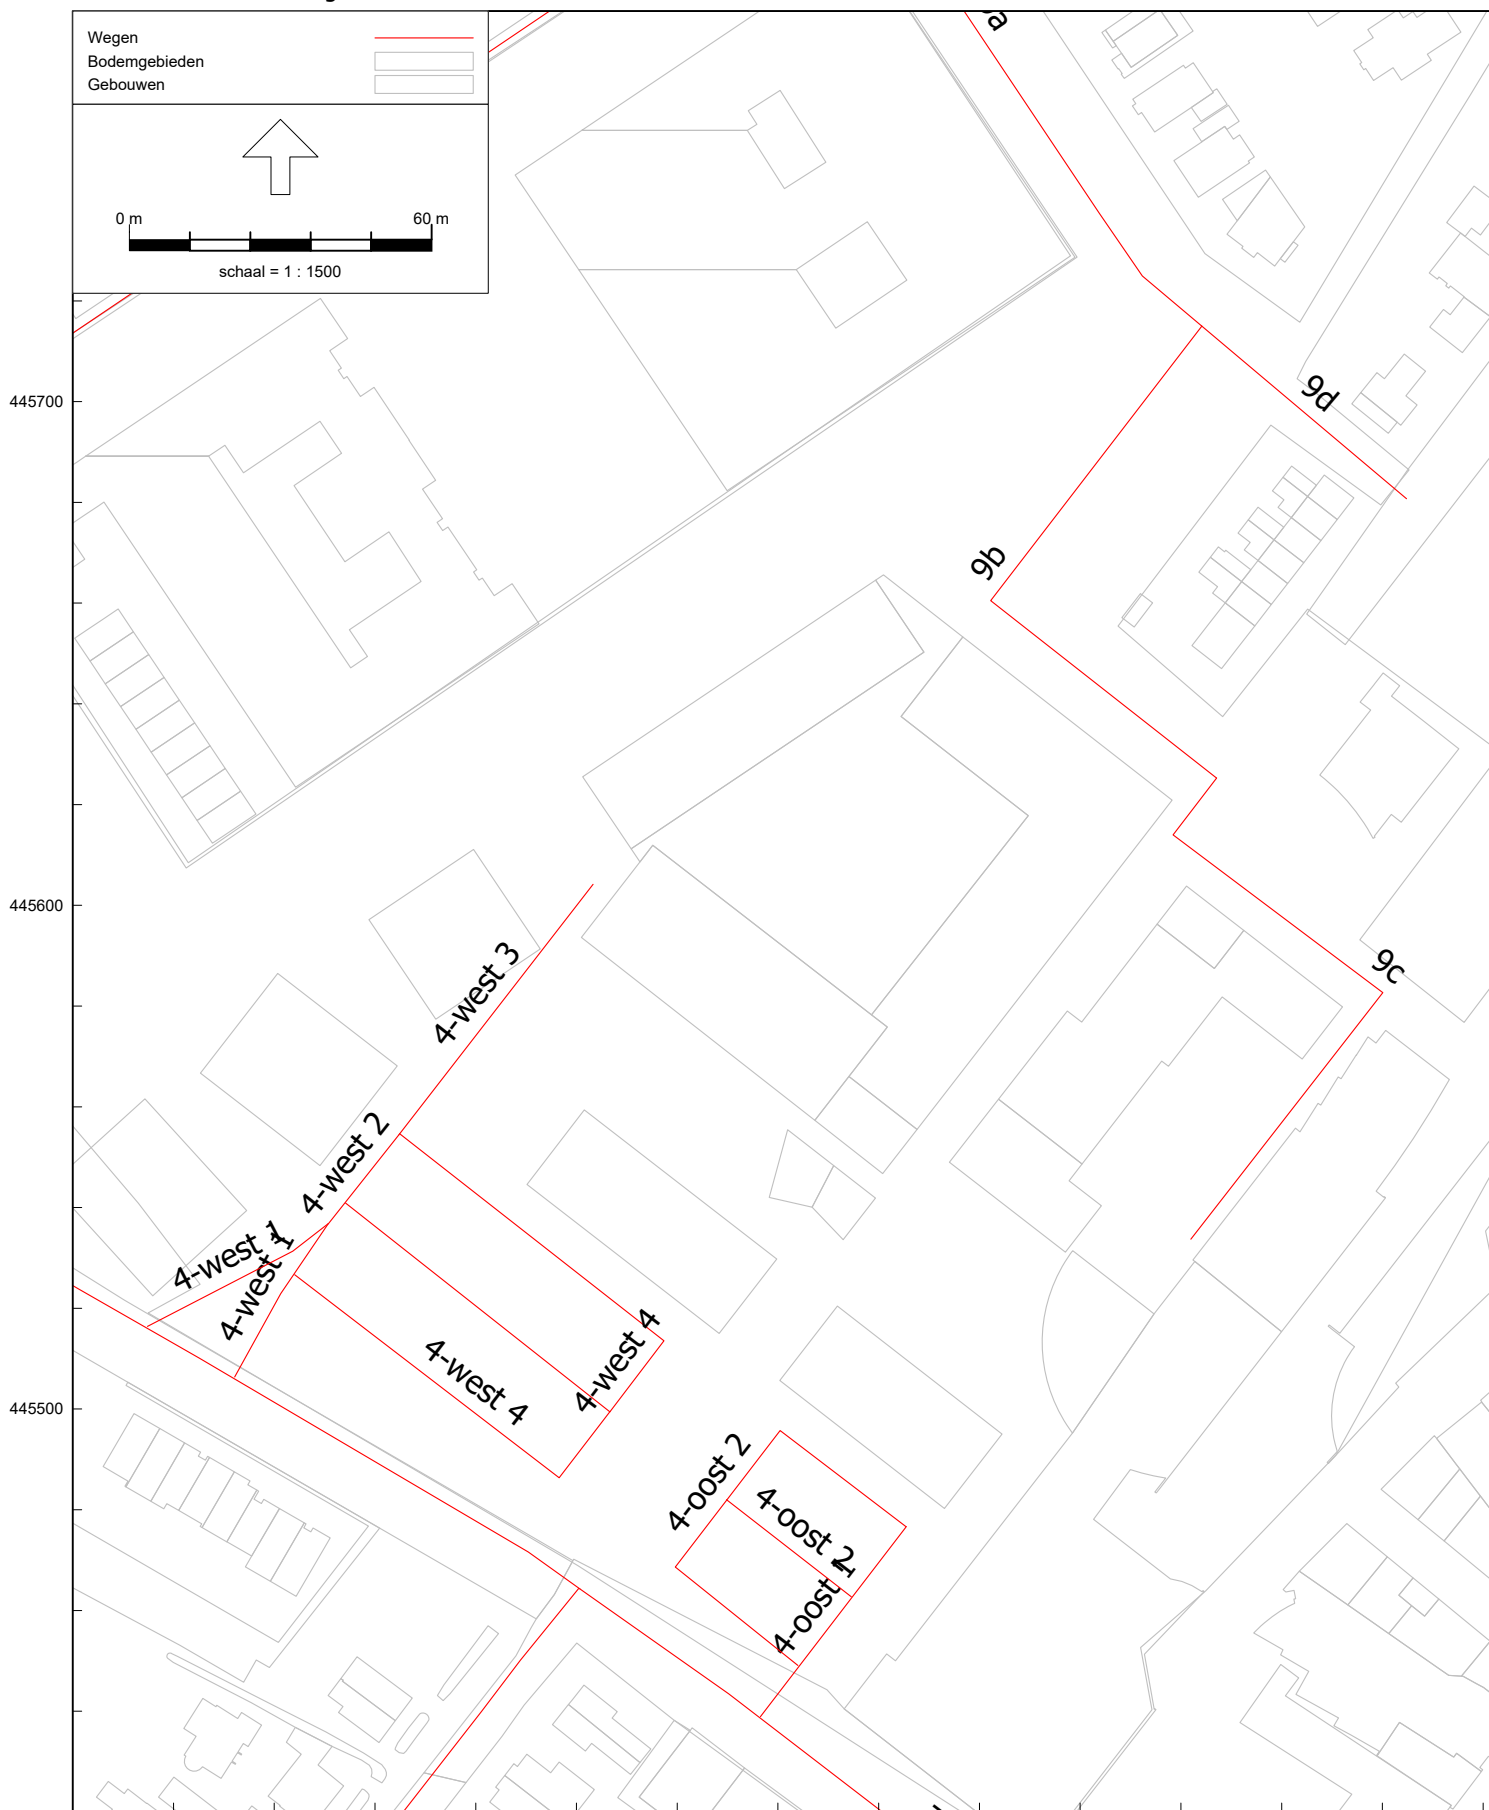 Wegen
Bodemgebieden
Gebouwen
0 m 60 m
schaal = 1 : 1500
9d
445700
9b
445600
4-west 3
9c
4-west 2
4-west 1
4-west 1
4-west 4
4-west 4
445500
4-oost 2
4-oost 2
4-oost 1